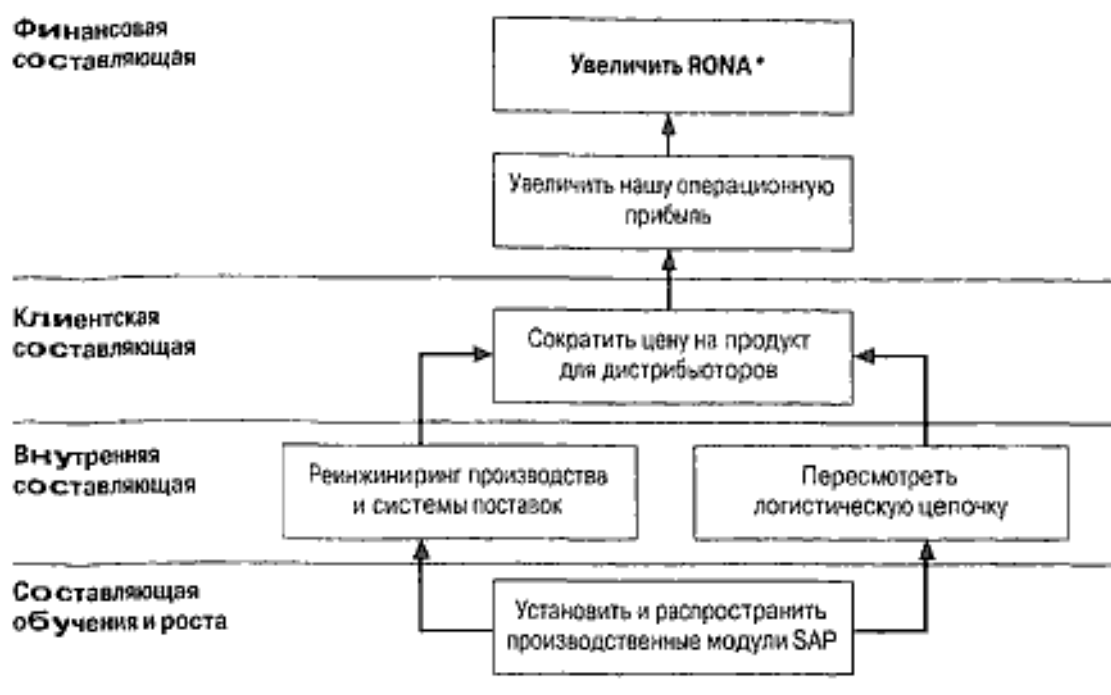 Финансовая
составляющая
Увеличить RONA*
Увеличить нашу операционную
прибыль
Клиентская
составляющая
Сократить цену на продукт
для дистрибьюторов
Внутренняя
составляющая
Реинжиниринг производства
и системы поставок
Пересмотреть
логистическую цепочку
Составляющая
обучения и роста
Установить и распространить
производственные модули SAP